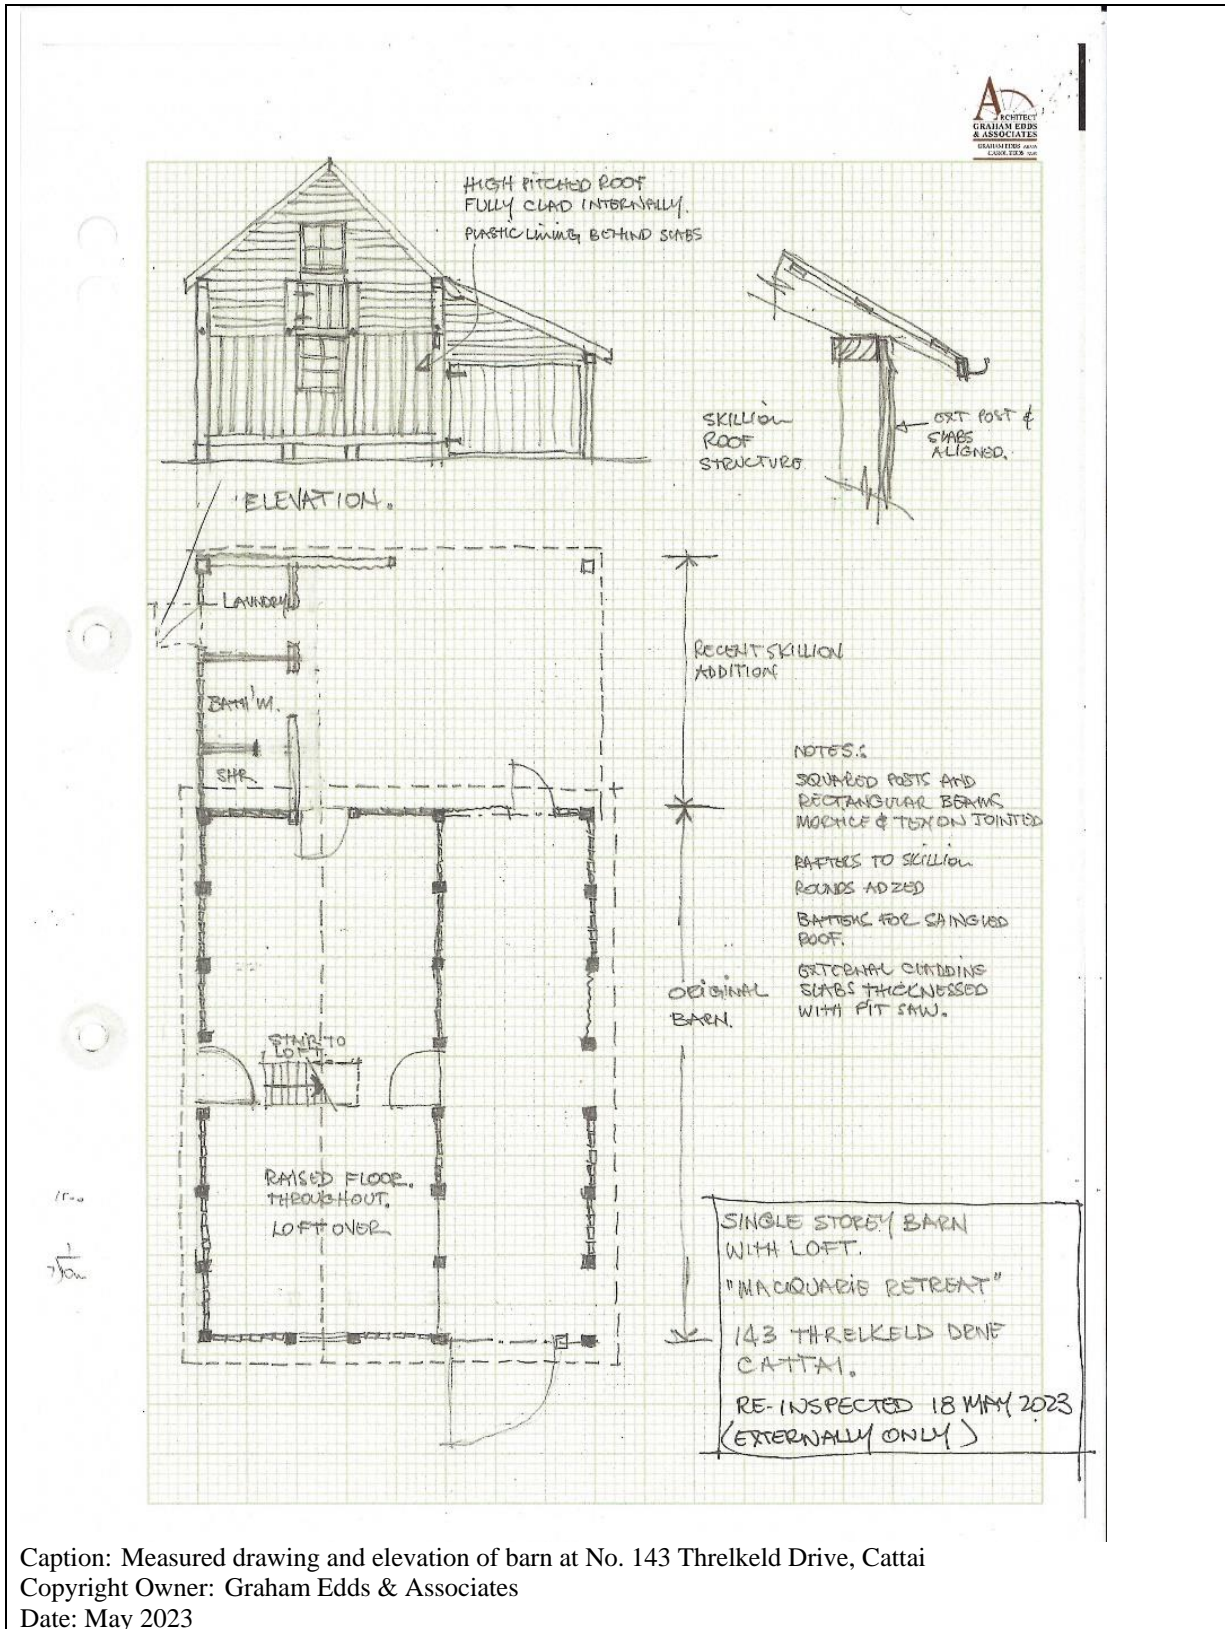 ARCHITECT
GRAHAM EDDS
& ASSOCIATES
HIGH PITCHED ROOF
FULLY CLAD INTERNALLY.
PLASTIC LINING BEHIND SLABS
SKILLION
ROOF
STRUCTURE
EXT POST &
SLABS
ALIGNED.
ELEVATION.
LAUNDRY
RECENT SKILLION
ADDITION
BATH'M.
SHR.
NOTES:
SQUARED POSTS AND
RECTANGULAR BEAMS
MORTICE & TENON JOINTED
RAFTERS TO SKILLION
ROUNDS ADZED
BATTENS FOR SHINGLED
ROOF.
EXTERNAL CLADDING
SLABS THICKNESSED
WITH PIT SAW.
ORIGINAL
BARN.
STAIR TO
LOFT.
RAISED FLOOR.
THROUGHOUT.
LOFT OVER
SINGLE STOREY BARN
WITH LOFT.
"MACQUARIE RETREAT"
143 THRELKELD DRNE
CATTAI.
RE-INSPECTED 18 MAY 2023
(EXTERNALLY ONLY)
Caption: Measured drawing and elevation of barn at No. 143 Threlkeld Drive, Cattai
Copyright Owner: Graham Edds & Associates
Date: May 2023